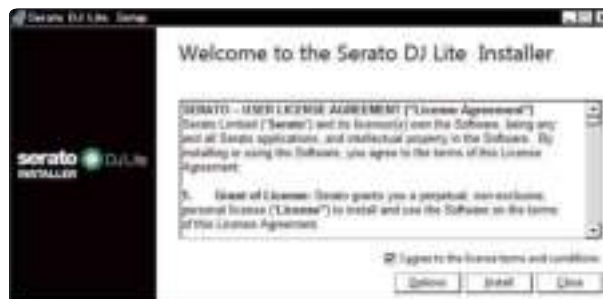 Serato DJ Lite Setup
Welcome to the Serato DJ Lite Installer
SERATO – USER LICENSE AGREEMENT ("License Agreement")
Serato Limited ("Serato") and its licensor(s) own the Software, being any
and all Serato applications, and intellectual property in the Software. By
installing or using the Software, you agree to the terms of this License
Agreement.
1. Grant of License: Serato grants you a perpetual, non-exclusive,
personal license ("License") to install and use the Software on the terms
of this License Agreement.
serato DJ Lite
INSTALLER
I agree to the license terms and conditions
Options Install Close